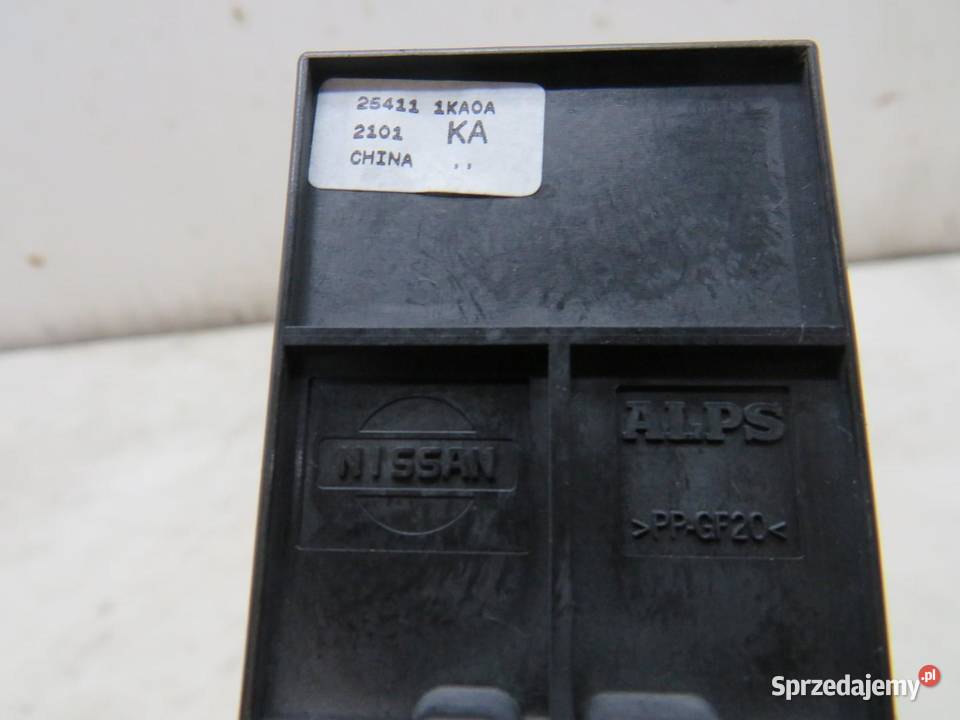 25411 1KA0A
2101 KA
CHINA ,,
NISSAN
ALPS
>PP-GF20<
Sprzedajemy.pl